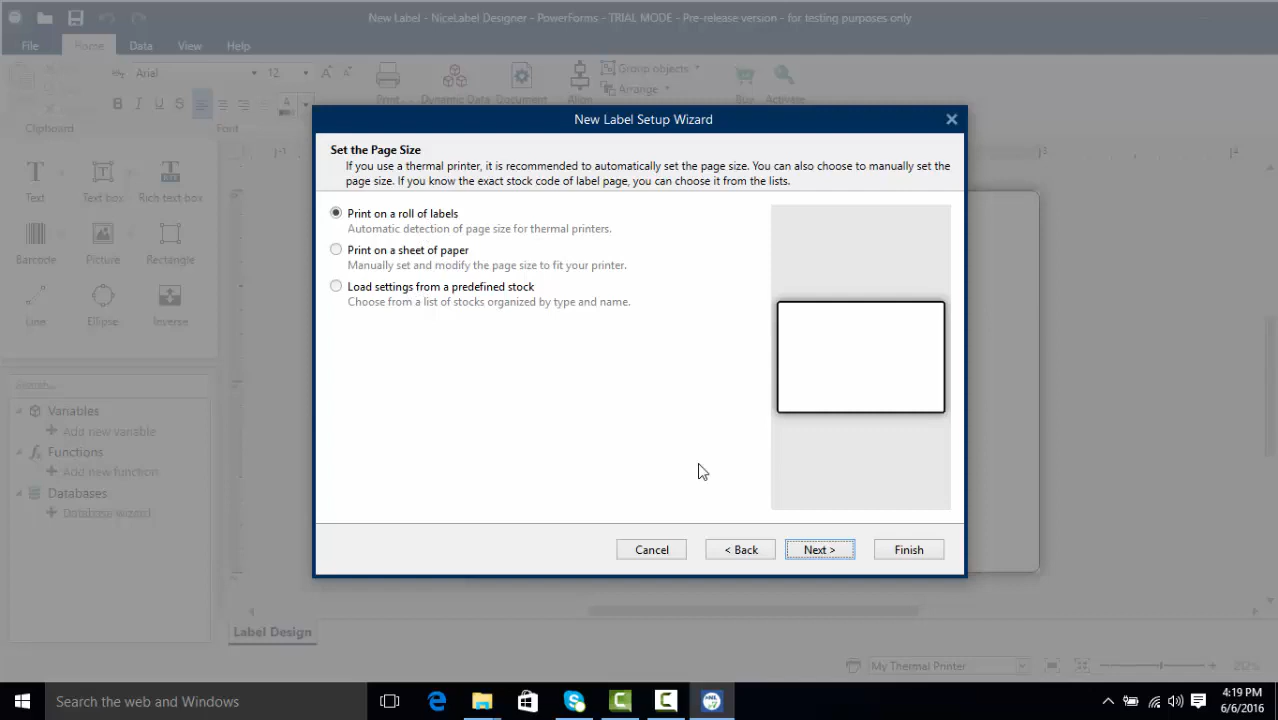 New Label - NiceLabel Designer - PowerForms - TRIAL MODE - Pre-release version - for testing purposes only
File Home Data View Help
Arial 12 Group objects
Arrange
Print Dynamic Data Document Align Buy Activate
B I U S A
Clipboard Font
New Label Setup Wizard
Set the Page Size
If you use a thermal printer, it is recommended to automatically set the page size. You can also choose to manually set the
page size. If you know the exact stock code of label page, you can choose it from the lists.
Print on a roll of labels
Automatic detection of page size for thermal printers.
Print on a sheet of paper
Manually set and modify the page size to fit your printer.
Load settings from a predefined stock
Choose from a list of stocks organized by type and name.
Cancel < Back Next > Finish
Text Text box Rich text box
Barcode Picture Rectangle
Line Ellipse Inverse
Search...
Variables
Add new variable
Functions
Add new function
Databases
Database wizard
Label Design
My Thermal Printer
Search the web and Windows
4:19 PM
6/6/2016